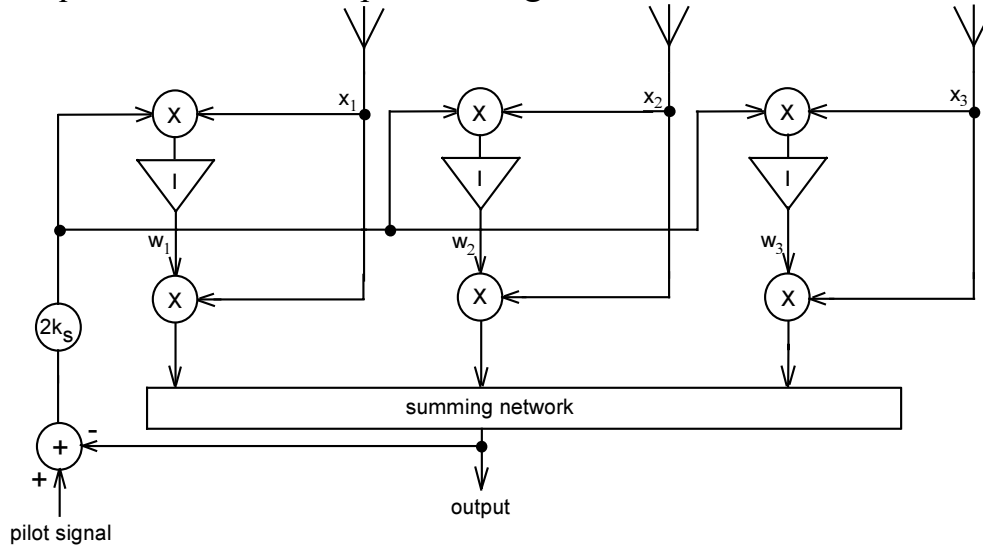 x₁ x₂ x₃
X X X
I I I
w₁ w₂ w₃
X X X
2kₛ
summing network
-
+
+
output
pilot signal